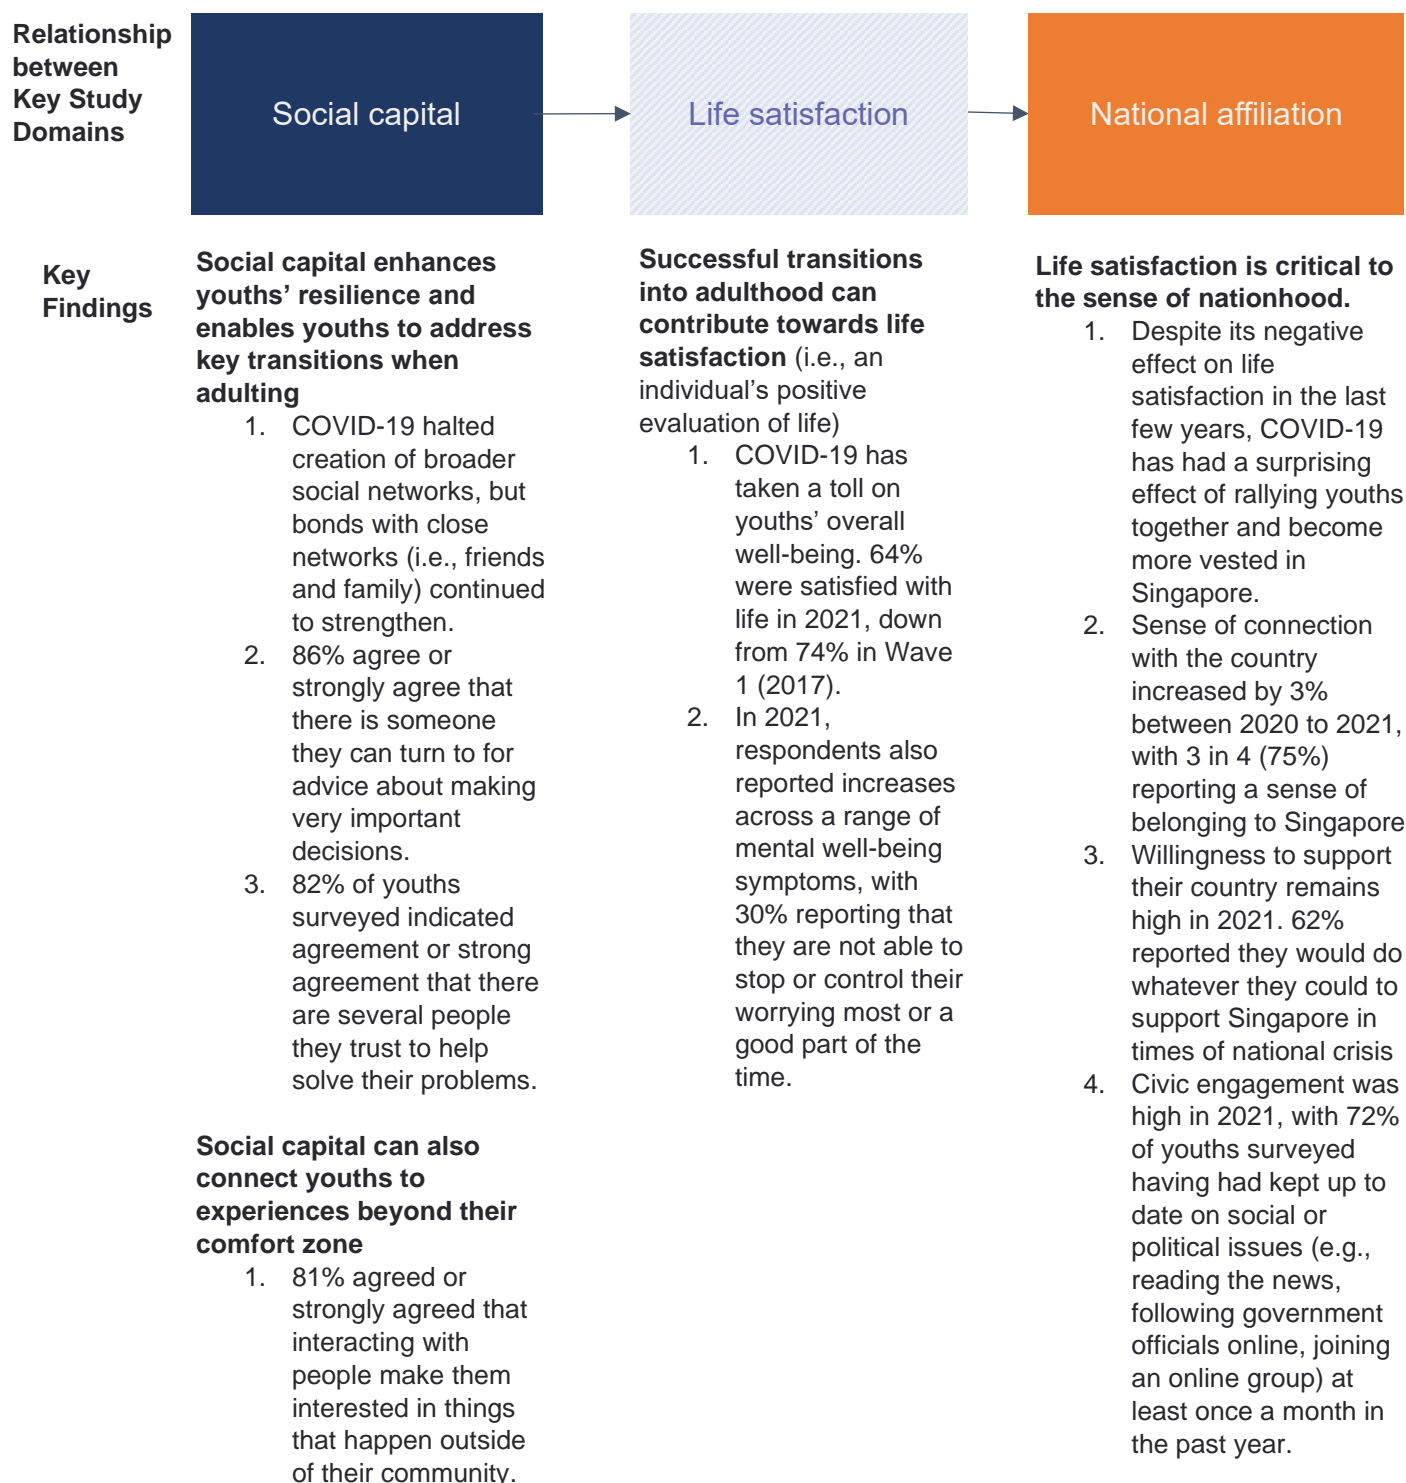 Relationship
between
Key Study
Domains
Social capital
Life satisfaction
National affiliation
Key
Findings
Social capital enhances
youths’ resilience and
enables youths to address
key transitions when
adulting
1. COVID-19 halted
creation of broader
social networks, but
bonds with close
networks (i.e., friends
and family) continued
to strengthen.
2. 86% agree or
strongly agree that
there is someone
they can turn to for
advice about making
very important
decisions.
3. 82% of youths
surveyed indicated
agreement or strong
agreement that there
are several people
they trust to help
solve their problems.
Social capital can also
connect youths to
experiences beyond their
comfort zone
1. 81% agreed or
strongly agreed that
interacting with
people make them
interested in things
that happen outside
of their community.
Successful transitions
into adulthood can
contribute towards life
satisfaction (i.e., an
individual’s positive
evaluation of life)
1. COVID-19 has
taken a toll on
youths’ overall
well-being. 64%
were satisfied with
life in 2021, down
from 74% in Wave
1 (2017).
2. In 2021,
respondents also
reported increases
across a range of
mental well-being
symptoms, with
30% reporting that
they are not able to
stop or control their
worrying most or a
good part of the
time.
Life satisfaction is critical to
the sense of nationhood.
1. Despite its negative
effect on life
satisfaction in the last
few years, COVID-19
has had a surprising
effect of rallying youths
together and become
more vested in
Singapore.
2. Sense of connection
with the country
increased by 3%
between 2020 to 2021,
with 3 in 4 (75%)
reporting a sense of
belonging to Singapore
3. Willingness to support
their country remains
high in 2021. 62%
reported they would do
whatever they could to
support Singapore in
times of national crisis
4. Civic engagement was
high in 2021, with 72%
of youths surveyed
having had kept up to
date on social or
political issues (e.g.,
reading the news,
following government
officials online, joining
an online group) at
least once a month in
the past year.